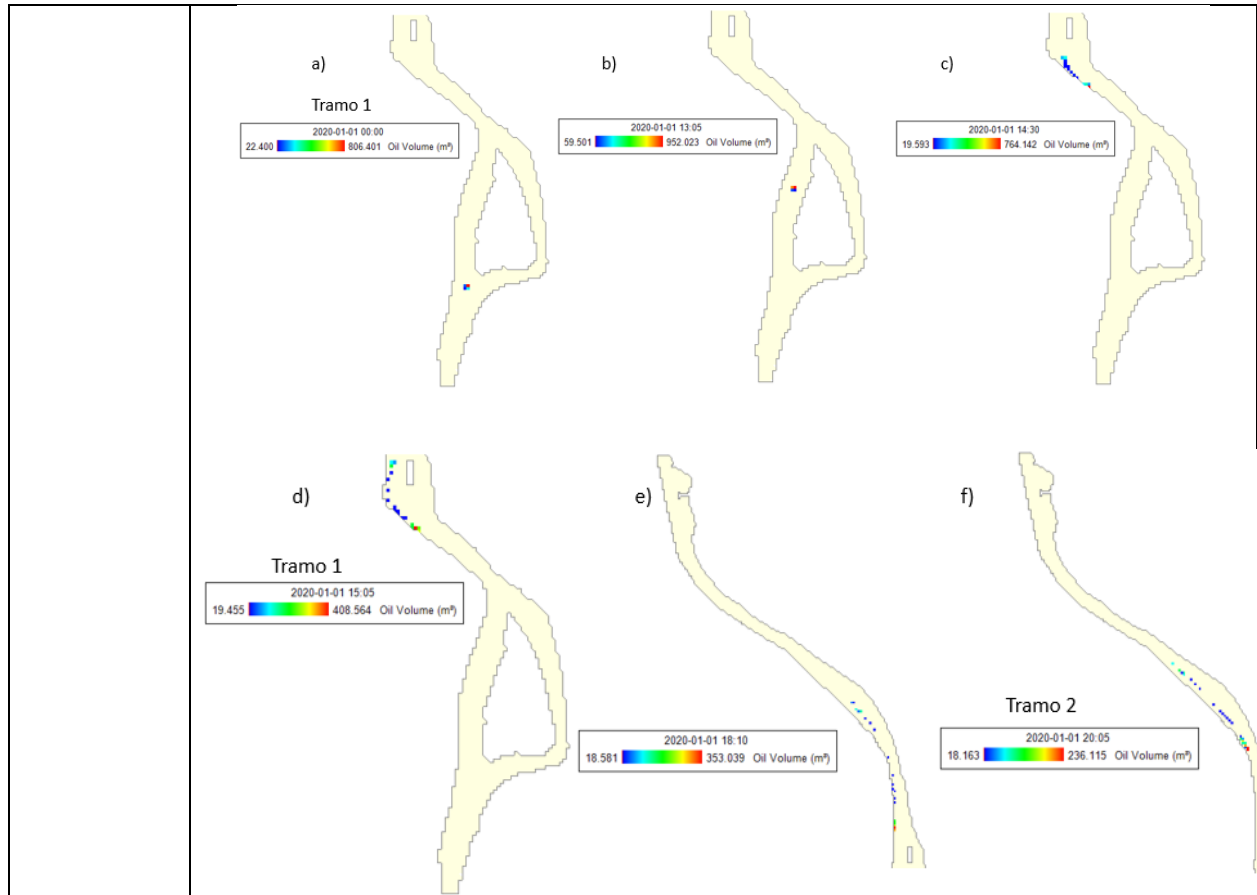 a)
Tramo 1
2020-01-01 00:00
22.400 806.401 Oil Volume (m³)
b)
2020-01-01 13:05
59.501 952.023 Oil Volume (m³)
c)
2020-01-01 14:30
19.593 764.142 Oil Volume (m³)
d)
Tramo 1
2020-01-01 15:05
19.455 408.564 Oil Volume (m³)
e)
2020-01-01 18:10
18.581 353.039 Oil Volume (m³)
f)
Tramo 2
2020-01-01 20:05
18.163 236.115 Oil Volume (m³)